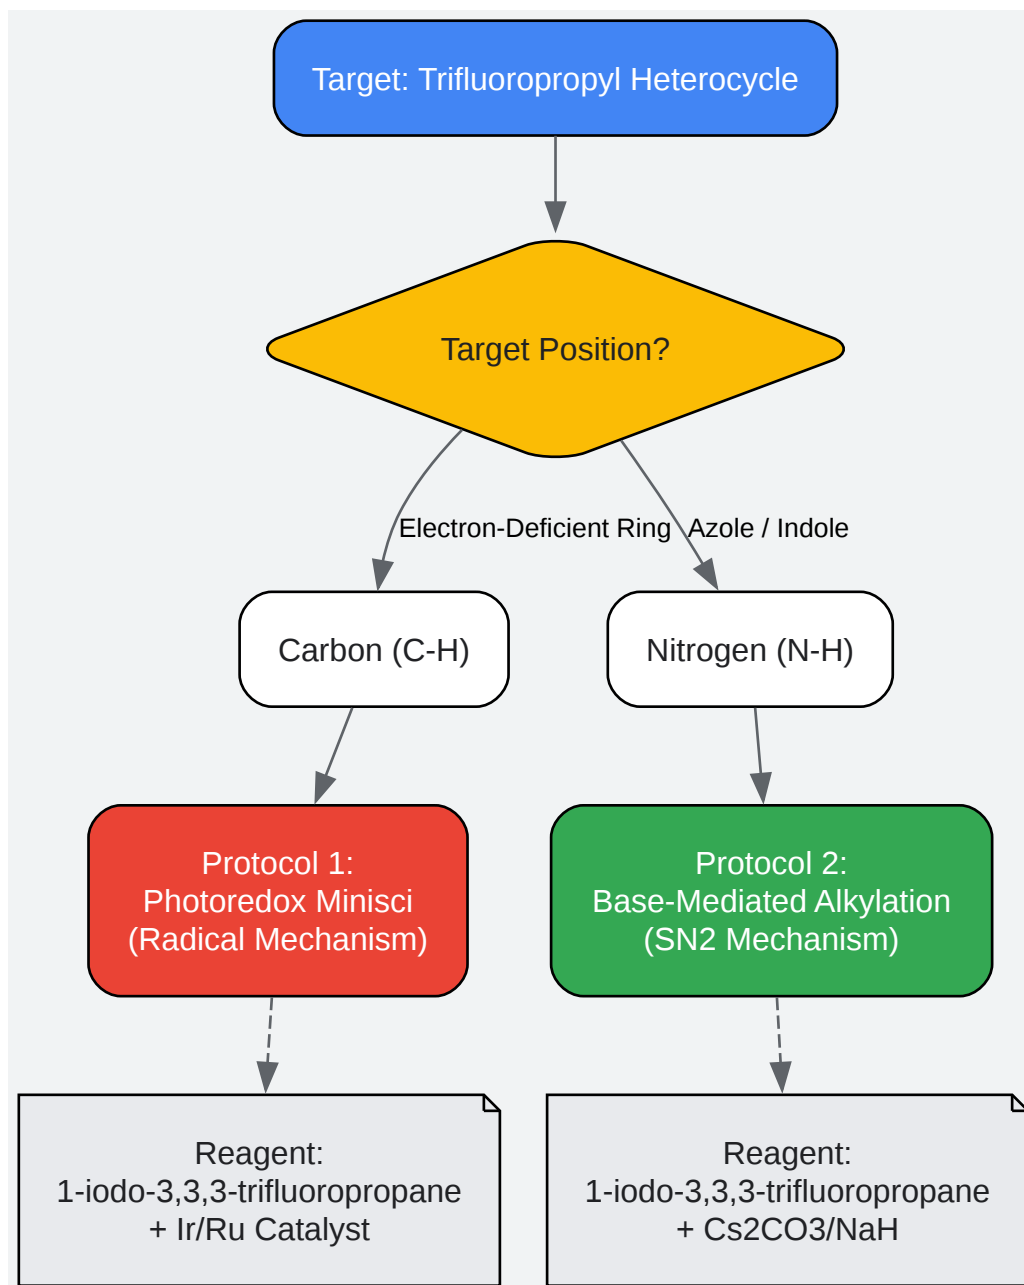 Target: Trifluoropropyl Heterocycle
Target Position?
Electron-Deficient Ring
Azole / Indole
Carbon (C-H)
Nitrogen (N-H)
Protocol 1:
Photoredox Minisci
(Radical Mechanism)
Protocol 2:
Base-Mediated Alkylation
(SN2 Mechanism)
Reagent:
1-iodo-3,3,3-trifluoropropane
+ Ir/Ru Catalyst
Reagent:
1-iodo-3,3,3-trifluoropropane
+ Cs2CO3/NaH